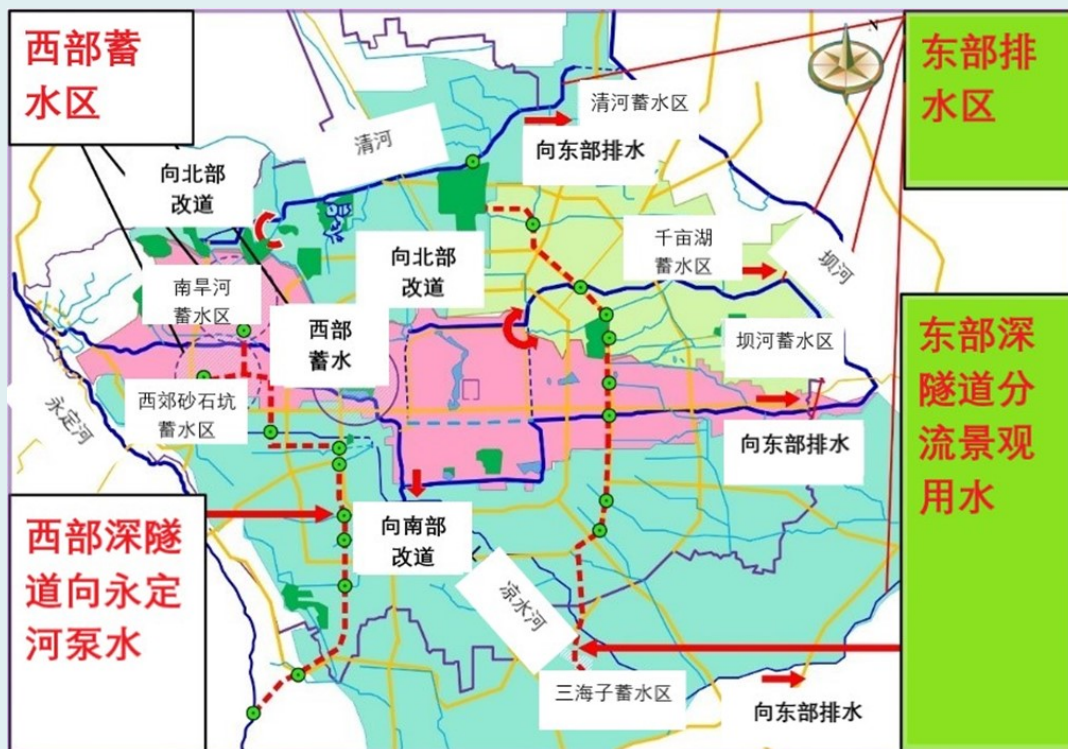 西部蓄
水区
N
东部排
水区
清河蓄水区
清河
向东部排水
向北部
改道
千亩湖
蓄水区
坝河
向北部
改道
南旱河
蓄水区
西部
蓄水
坝河蓄水区
东部深
隧道分
流景观
用水
西郊砂石坑
蓄水区
永定河
向东部排水
西部深隧
道向永定
河泵水
向南部
改道
凉水河
三海子蓄水区
向东部排水